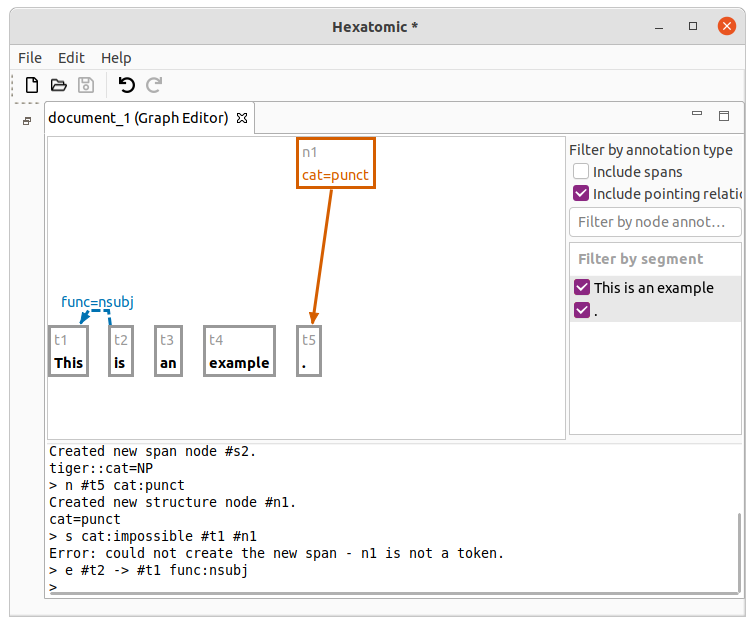 Hexatomic *
File Edit Help
document_1 (Graph Editor)
n1
cat=punct
func=nsubj
t1
This
t2
is
t3
an
t4
example
t5
.
Filter by annotation type
Include spans
Include pointing relatic
Filter by node annot…
Filter by segment
This is an example
.
Created new span node #s2.
tiger::cat=NP
> n #t5 cat:punct
Created new structure node #n1.
cat=punct
> s cat:impossible #t1 #n1
Error: could not create the new span - n1 is not a token.
> e #t2 -> #t1 func:nsubj
>